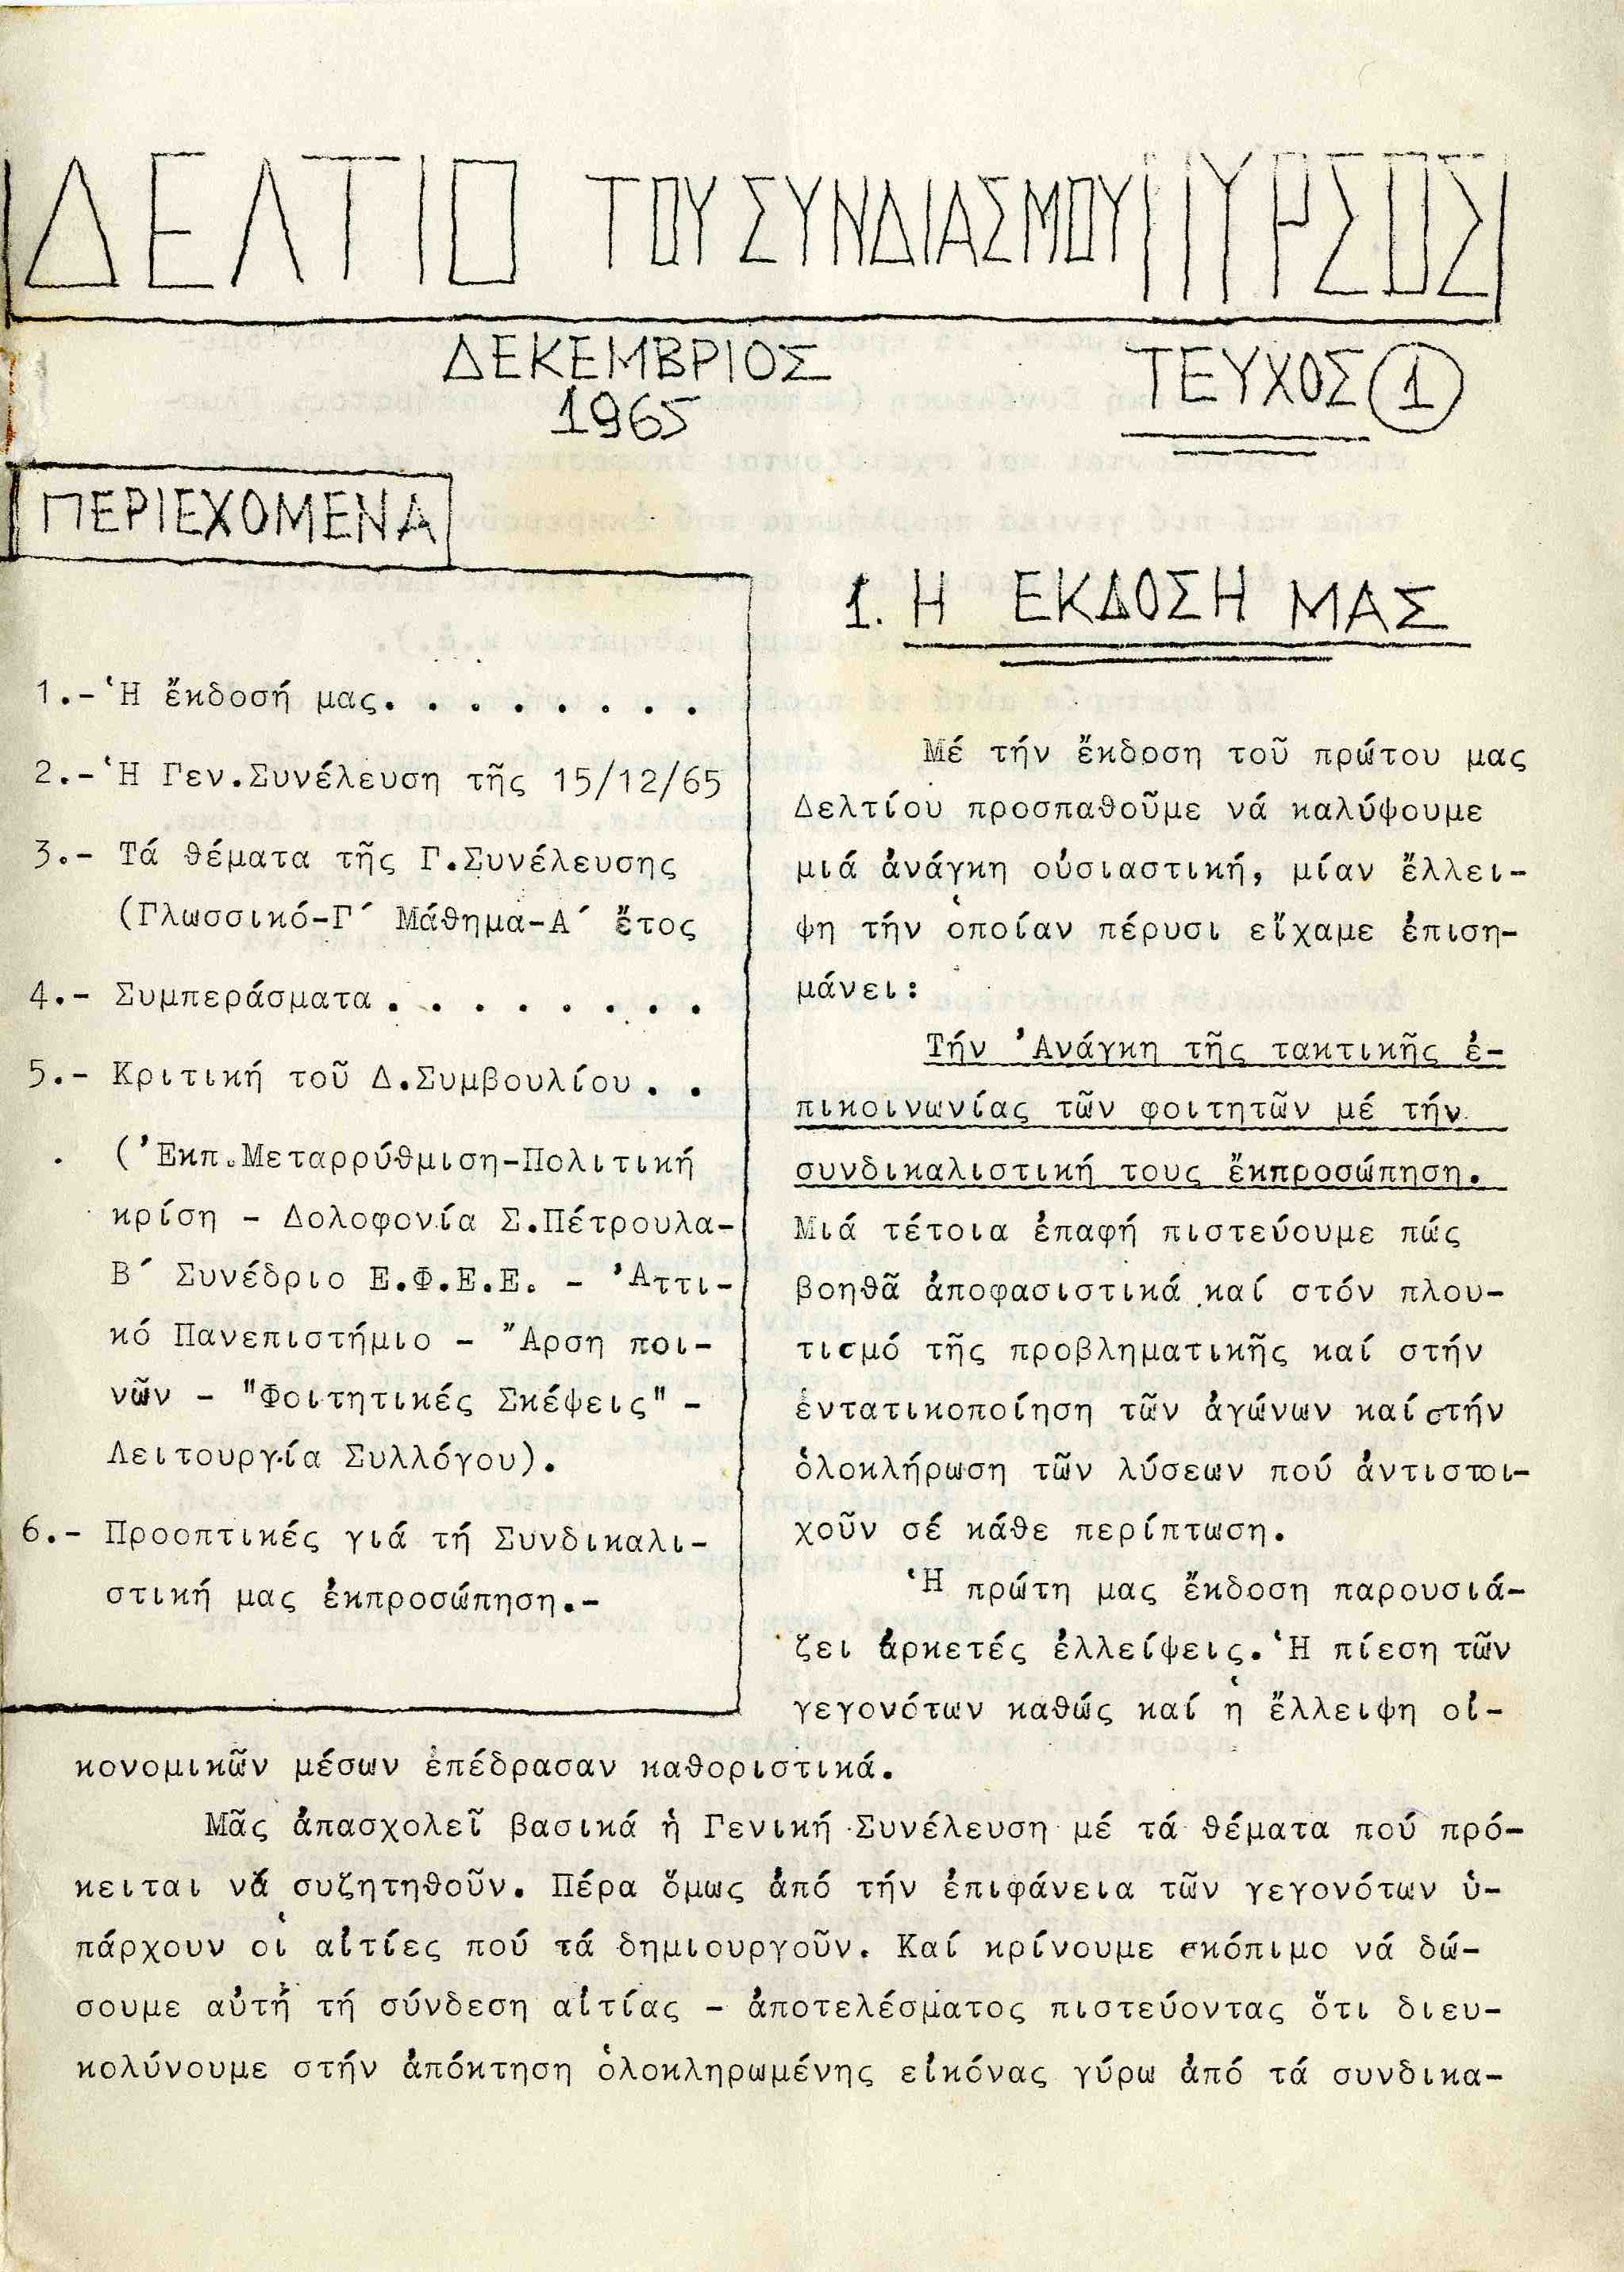 ΔΕΛΤΙΟ ΤΟΥ ΣΥΝΔΙΑΣΜΟΥ ΠΥΡΣΟΣ
ΔΕΚΕΜΒΡΙΟΣ
1965
ΤΕΥΧΟΣ 1
ΠΕΡΙΕΧΟΜΕΝΑ
1.-Ἡ ἔκδοσή μας. . . . . . . .
2.-Ἡ Γεν.Συνέλευση τῆς 15/12/65
3.- Τά θέματα τῆς Γ.Συνέλευσης
(Γλωσσικό-Γ΄ Μάθημα-Α΄ ἔτος
4.- Συμπεράσματα . . . . . . . .
5.- Κριτική τοῦ Δ.Συμβουλίου . .
(Ἐκπ.Μεταρρύθμιση-Πολιτική
κρίση - Δολοφονία Σ.Πέτρουλα-
Β΄ Συνέδριο Ε.Φ.Ε.Ε. - Ἀττι-
κό Πανεπιστήμιο - Ἄρση ποι-
νῶν - "Φοιτητικές Σκέψεις" -
Λειτουργία Συλλόγου).
6.- Προοπτικές γιά τή Συνδικαλι-
στική μας ἐκπροσώπηση.-
1. Η ΕΚΔΟΣΗ ΜΑΣ
Μέ τήν ἔκδοση τοῦ πρώτου μας
Δελτίου προσπαθοῦμε νά καλύψουμε
μιά ἀνάγκη οὐσιαστική, μίαν ἔλλει-
ψη τήν ὁποίαν πέρυσι εἴχαμε ἐπιση-
μάνει:
Τήν Ἀνάγκη τῆς τακτικῆς ἐ-
πικοινωνίας τῶν φοιτητῶν μέ τήν
συνδικαλιστική τους ἔκπροσώπηση.
Μιά τέτοια ἐπαφή πιστεύουμε πώς
βοηθᾶ ἀποφασιστικά καί στόν πλου-
τισμό τῆς προβληματικῆς καί στήν
ἐντατικοποίηση τῶν ἀγώνων καί στήν
ὁλοκλήρωση τῶν λύσεων πού ἀντιστοι-
χοῦν σέ κάθε περίπτωση.
Ἡ πρώτη μας ἔκδοση παρουσιά-
ζει ἀρκετές ἐλλείψεις. Ἡ πίεση τῶν
γεγονότων καθώς καί ἡ ἔλλειψη οἰ-
κονομικῶν μέσων ἐπέδρασαν καθοριστικά.
Μᾶς ἀπασχολεῖ βασικά ἡ Γενική Συνέλευση μέ τά θέματα πού πρό-
κειται νά συζητηθοῦν. Πέρα ὅμως ἀπό τήν ἐπιφάνεια τῶν γεγονότων ὑ-
πάρχουν οἱ αἰτίες πού τά δημιουργοῦν. Καί κρίνουμε σκόπιμο νά δώ-
σουμε αὐτή τή σύνδεση αἰτίας - ἀποτελέσματος πιστεύοντας ὅτι διευ-
κολύνουμε στήν ἀπόκτηση ὁλοκληρωμένης εἰκόνας γύρω ἀπό τά συνδικα-